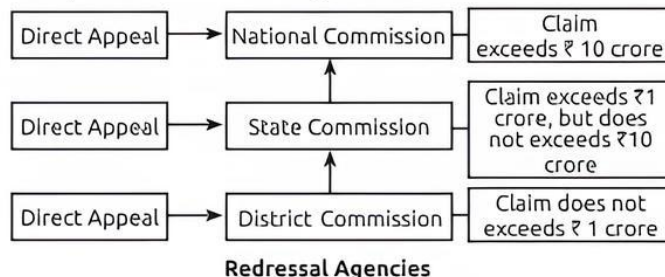 Direct Appeal
National Commission
Claim
exceeds ₹ 10 crore
Direct Appeal
State Commission
Claim exceeds ₹1
crore, but does
not exceeds ₹10
crore
Direct Appeal
District Commission
Claim does not
exceeds ₹ 1 crore
Redressal Agencies